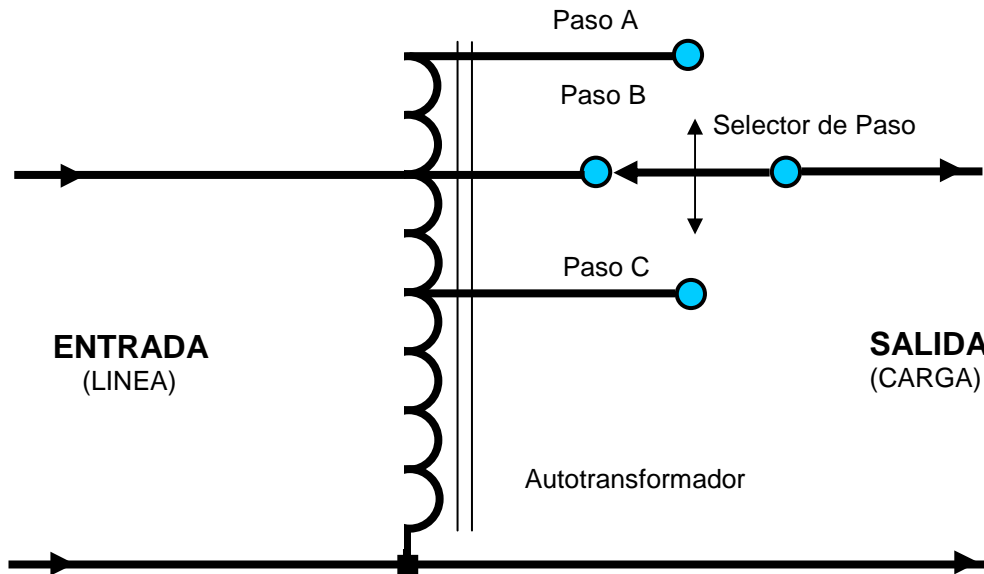 Paso A
Paso B
Selector de Paso
Paso C
ENTRADA
(LINEA)
SALIDA
(CARGA)
Autotransformador